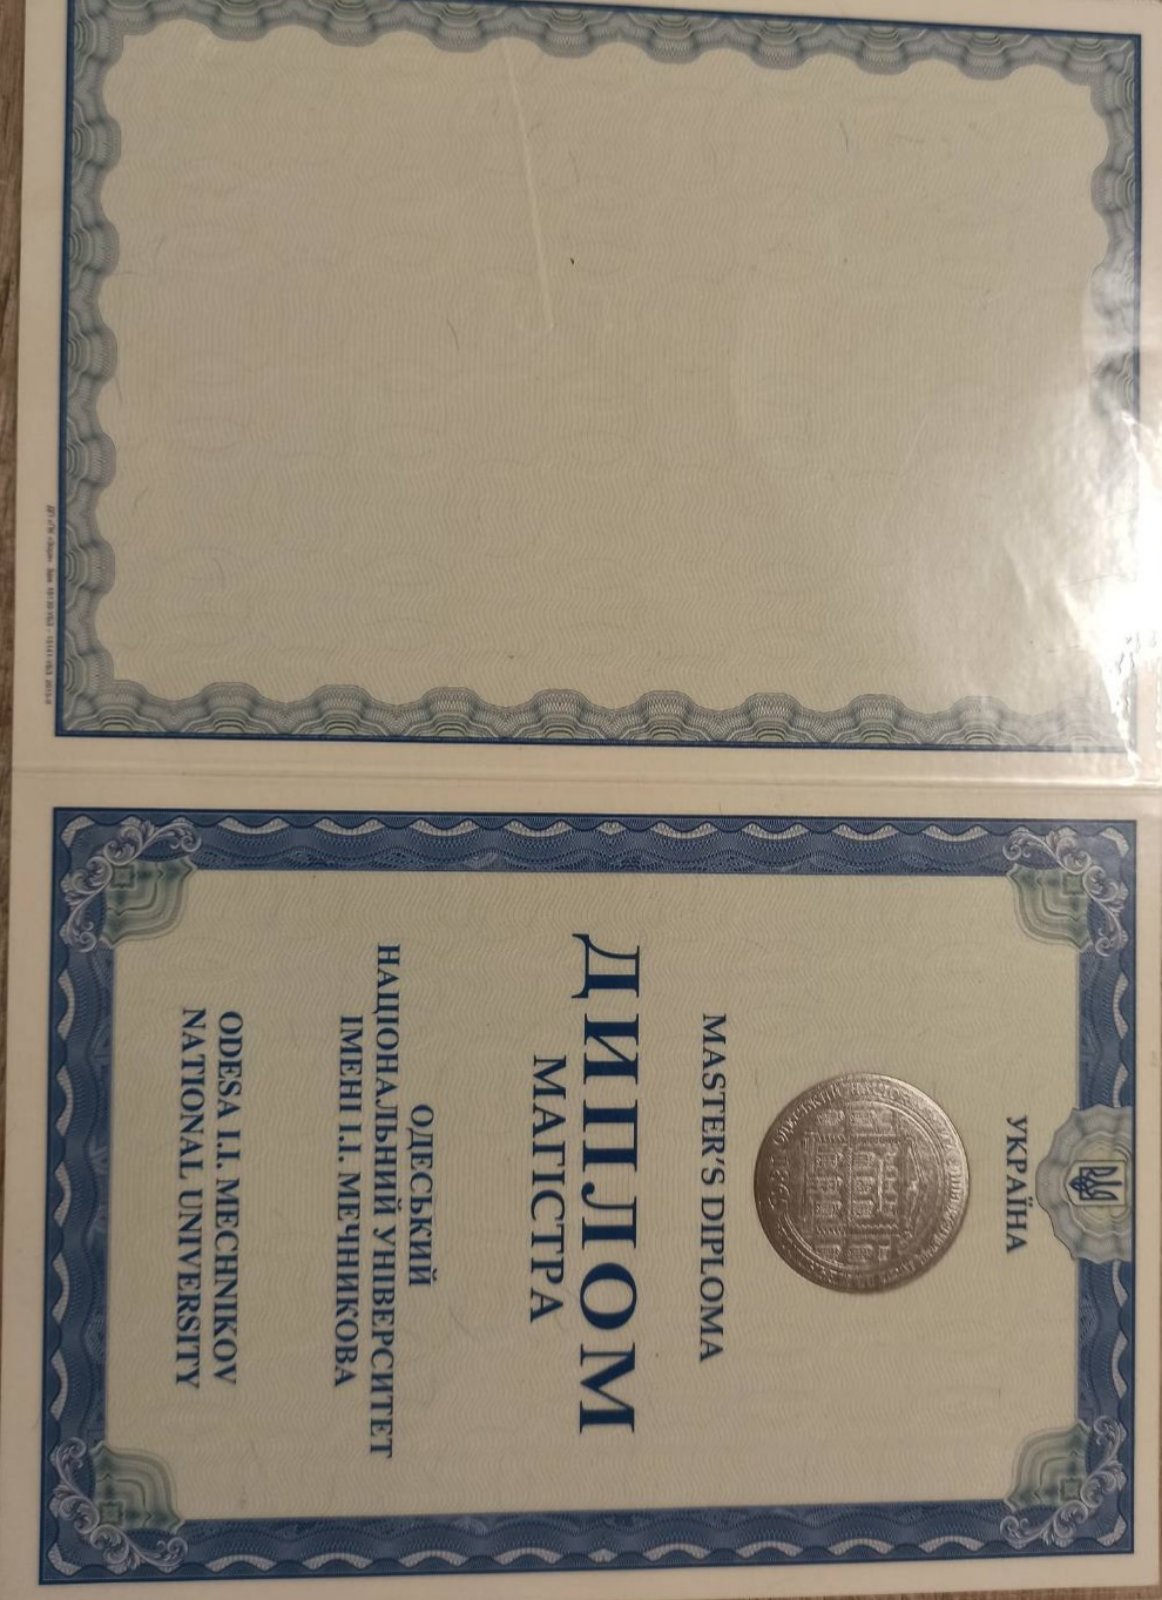 УКРАЇНА
MASTER'S DIPLOMA
ДИПЛОМ
МАГІСТРА
ОДЕСЬКИЙ
НАЦІОНАЛЬНИЙ УНІВЕРСИТЕТ
ІМЕНІ І.І. МЕЧНИКОВА
ODESA I.I. MECHNIKOV
NATIONAL UNIVERSITY